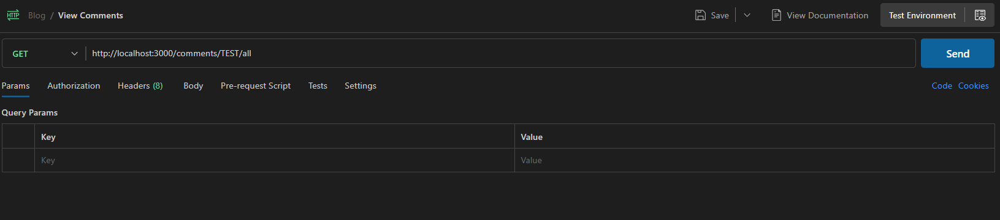 HTTP Blog / View Comments Save View Documentation Test Environment
GET http://localhost:3000/comments/TEST/all Send
Params Authorization Headers (8) Body Pre-request Script Tests Settings Code Cookies
Query Params
Key Value
Key Value